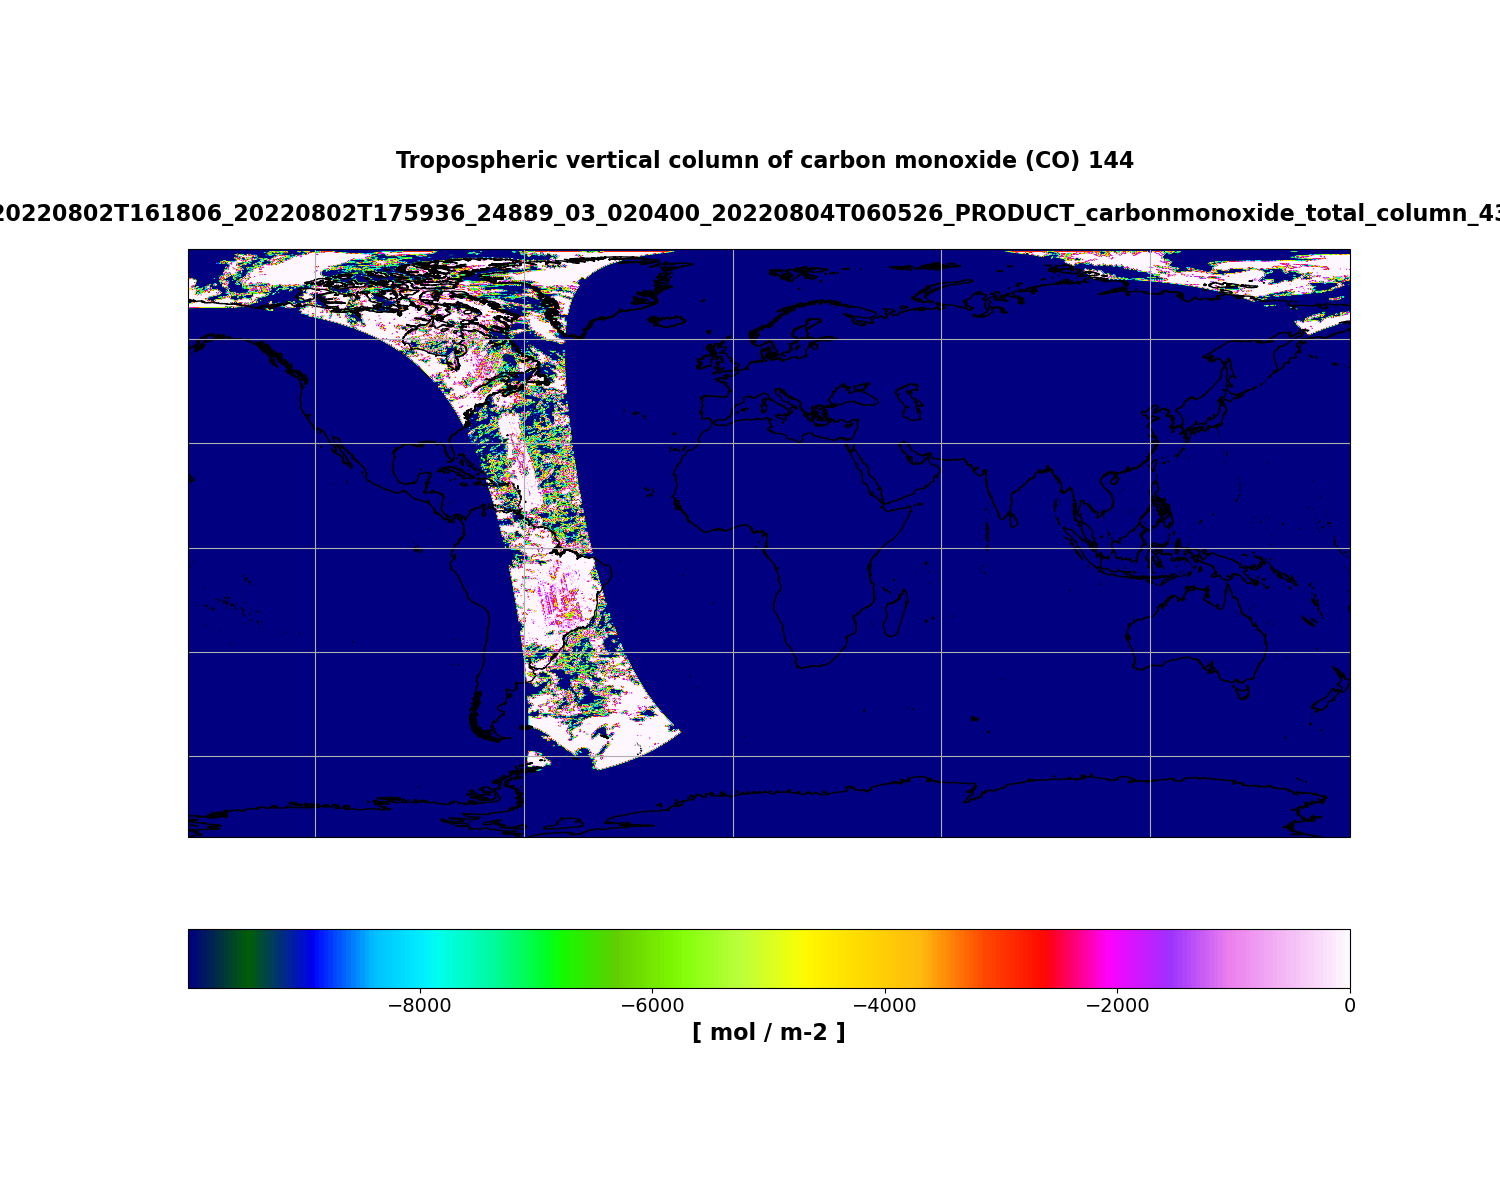 Tropospheric vertical column of carbon monoxide (CO) 144
20220802T161806_20220802T175936_24889_03_020400_20220804T060526_PRODUCT_carbonmonoxide_total_column_43
−8000 −6000 −4000 −2000 0
[ mol / m-2 ]